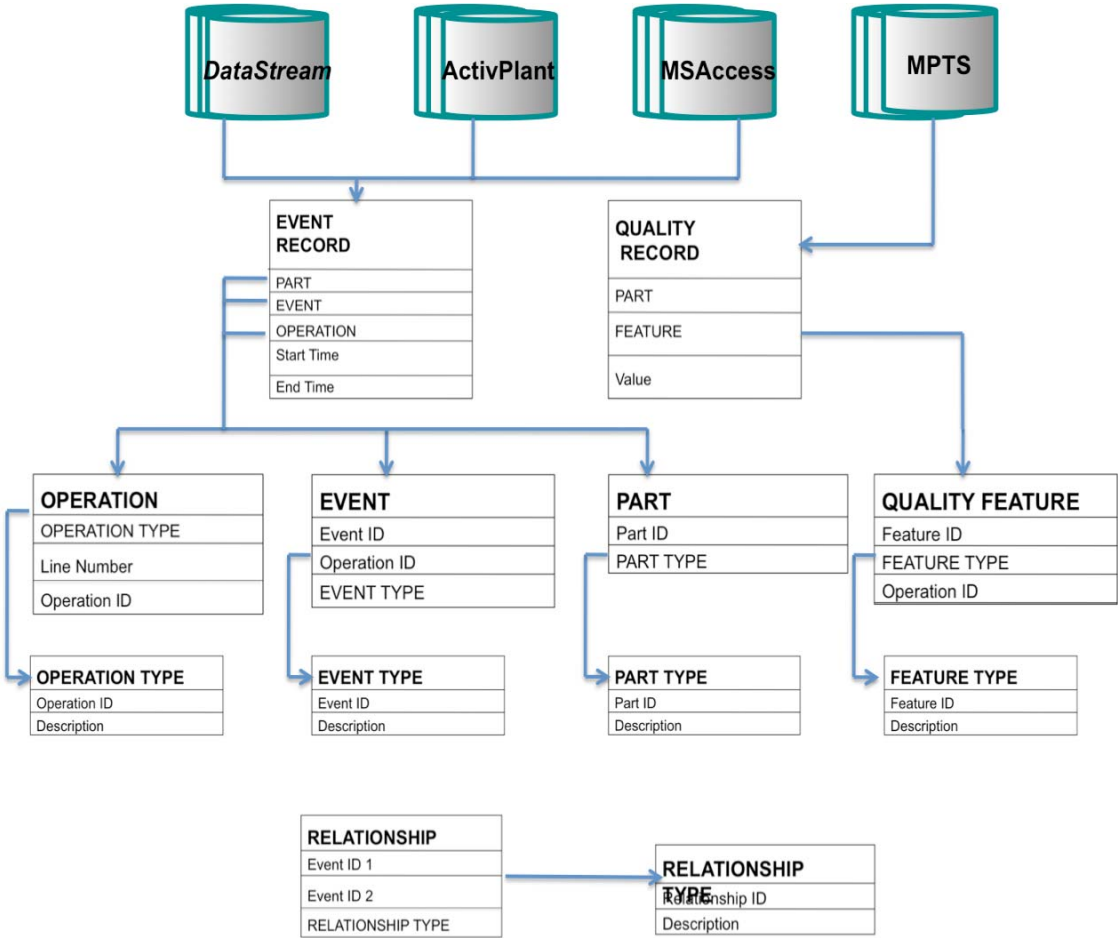 DataStream
ActivPlant
MSAccess
MPTS
EVENT
RECORD
PART
EVENT
OPERATION
Start Time
End Time
QUALITY
RECORD
PART
FEATURE
Value
OPERATION
OPERATION TYPE
Line Number
Operation ID
EVENT
Event ID
Operation ID
EVENT TYPE
PART
Part ID
PART TYPE
QUALITY FEATURE
Feature ID
FEATURE TYPE
Operation ID
OPERATION TYPE
Operation ID
Description
EVENT TYPE
Event ID
Description
PART TYPE
Part ID
Description
FEATURE TYPE
Feature ID
Description
RELATIONSHIP
Event ID 1
Event ID 2
RELATIONSHIP TYPE
RELATIONSHIP
TYPE
Relationship ID
Description